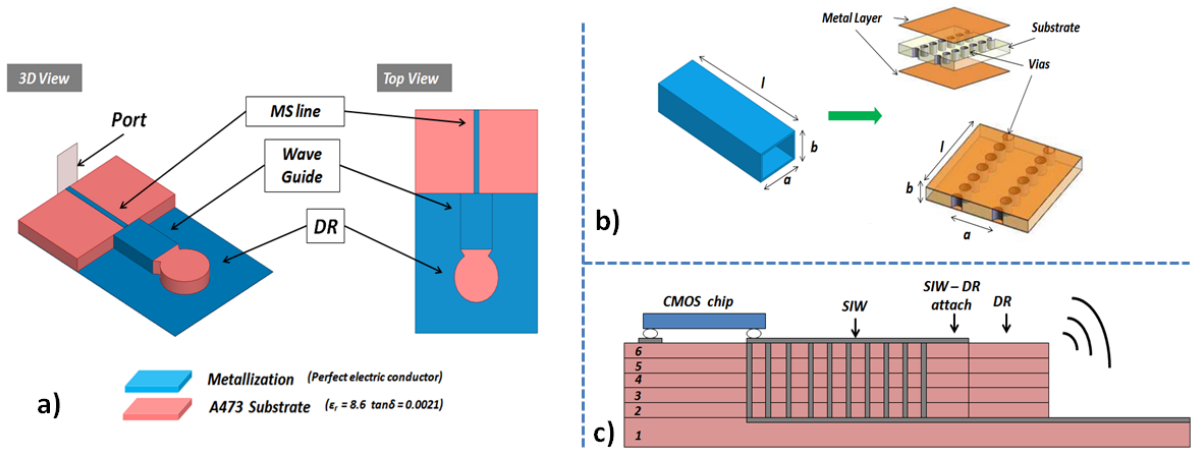 3D View
Top View
Port
MS line
Wave
Guide
DR
Metallization (Perfect electric conductor)
A473 Substrate (εr = 8.6 tanδ = 0.0021)
a)
Metal Layer
Substrate
Vias
l
b
a
l
b
a
b)
CMOS chip
SIW
SIW – DR
attach
DR
6
5
4
3
2
1
c)